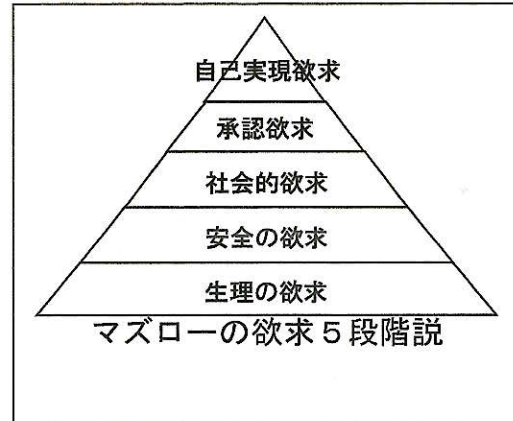 自己実現欲求
承認欲求
社会的欲求
安全の欲求
生理の欲求
マズローの欲求５段階説